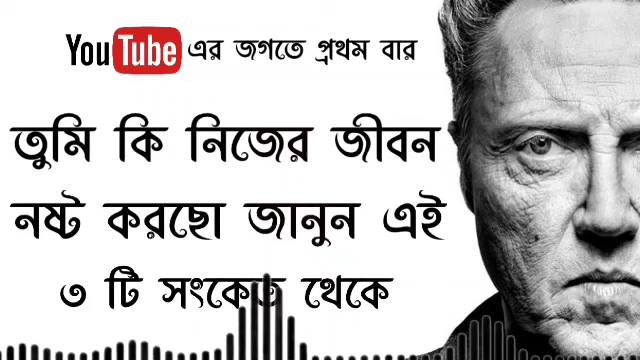 YouTube এর জগতে প্রথম বার
তুমি কি নিজের জীবন
নষ্ট করছো জানুন এই
৩ টি সংকেত থেকে